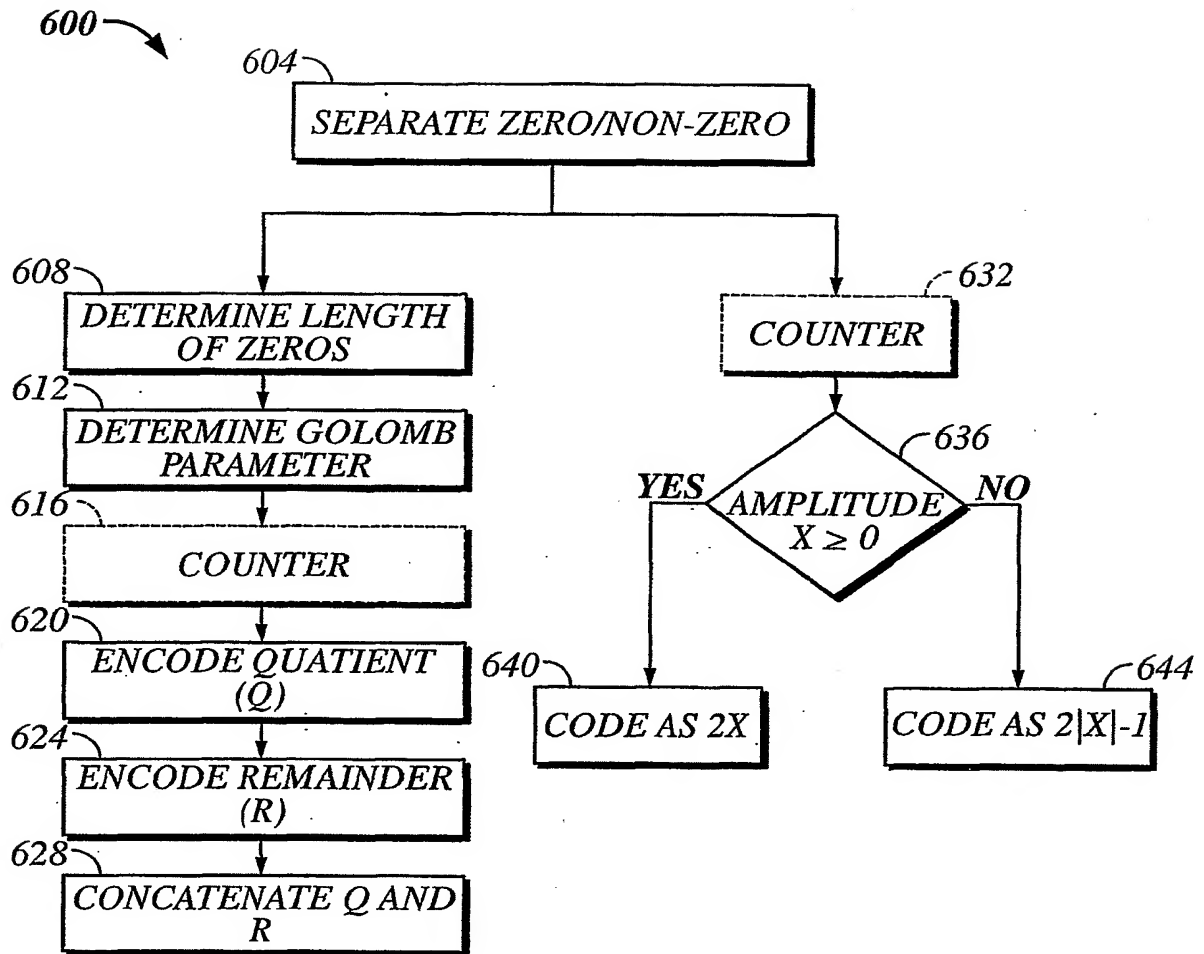 600
604
SEPARATE ZERO/NON-ZERO
608
DETERMINE LENGTH
OF ZEROS
612
DETERMINE GOLOMB
PARAMETER
616
COUNTER
620
ENCODE QUATIENT
(Q)
624
ENCODE REMAINDER
(R)
628
CONCATENATE Q AND
R
632
COUNTER
636
YES
AMPLITUDE
X ≥ 0
NO
640
CODE AS 2X
644
CODE AS 2|X|-1